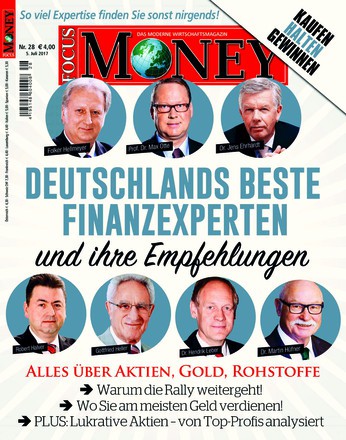 So viel Expertise finden Sie sonst nirgends!
KAUFEN
HALTEN
GEWINNEN
Nr. 28 € 4,00
5. Juli 2017
DAS MODERNE WIRTSCHAFTSMAGAZIN
FOCUS
MONEY
Folker Hellmeyer
Prof. Dr. Max Otte
Dr. Jens Ehrhardt
DEUTSCHLANDS BESTE
FINANZEXPERTEN
und ihre Empfehlungen
Robert Halver
Gottfried Heller
Dr. Hendrik Leber
Dr. Martin Hüfner
ALLES ÜBER AKTIEN, GOLD, ROHSTOFFE
➔ Warum die Rally weitergeht!
➔ Wo Sie am meisten Geld verdienen!
➔ PLUS: Lukrative Aktien – von Top-Profis analysiert